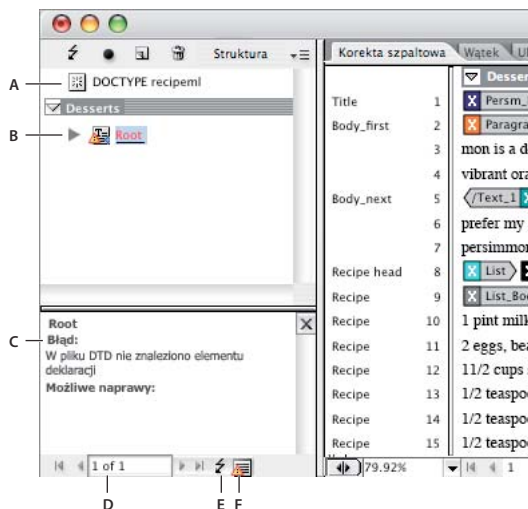 Struktura
Korekta szpaltowa
Wątek
A
DOCTYPE recipeml
Desserts
B
Root
Title 1 Persm_
Body_first 2 Paragra
3 mon is a d
4 vibrant ora
Body_next 5 /Text_1
6 prefer my
7 persimmon
Recipe head 8 List
Recipe 9 List_Bo
Recipe 10 1 pint milk
Recipe 11 2 eggs, bea
Recipe 12 11/2 cups
Recipe 13 1/2 teaspoo
Recipe 14 1/2 teaspoo
Recipe 15 1/2 teaspoo
C
Root
Błąd:
W pliku DTD nie znaleziono elementu
deklaracji
Możliwe naprawy:
1 of 1
79.92%
1
D E F